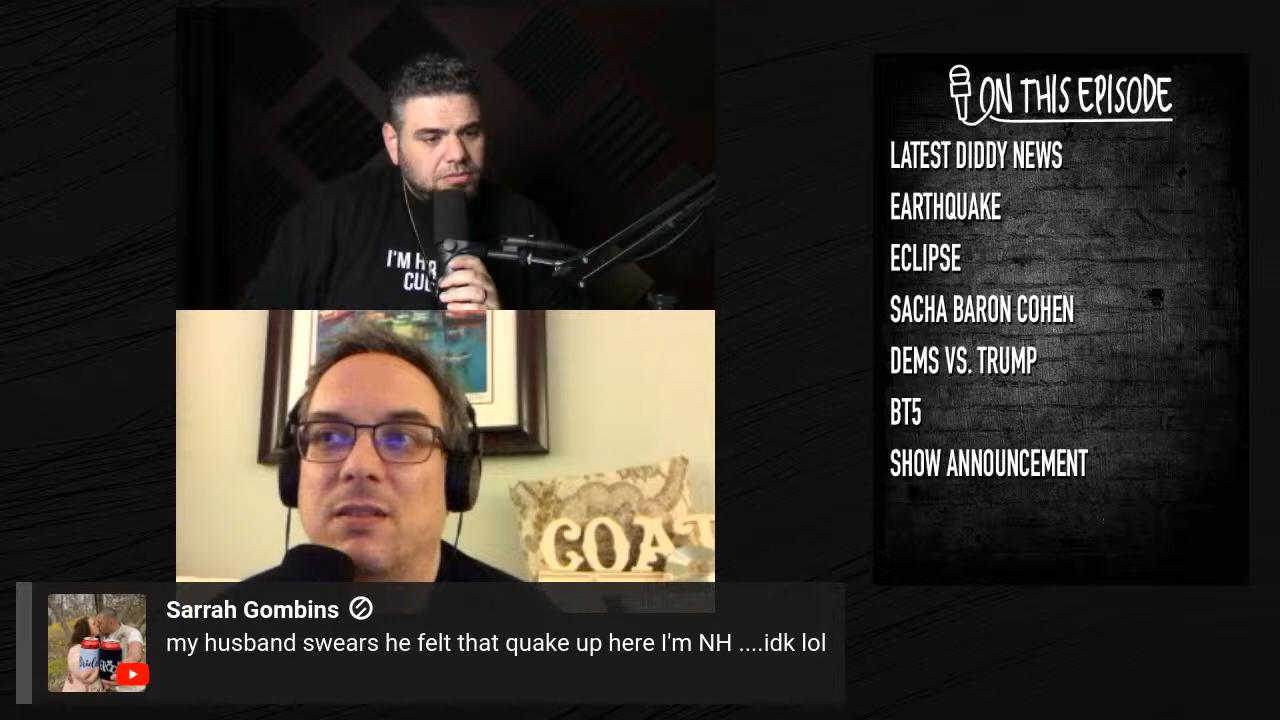 ON THIS EPISODE
LATEST DIDDY NEWS
EARTHQUAKE
ECLIPSE
SACHA BARON COHEN
DEMS VS. TRUMP
BT5
SHOW ANNOUNCEMENT
I'M
GOAT
Sarrah Gombins
my husband swears he felt that quake up here I'm NH ....idk lol